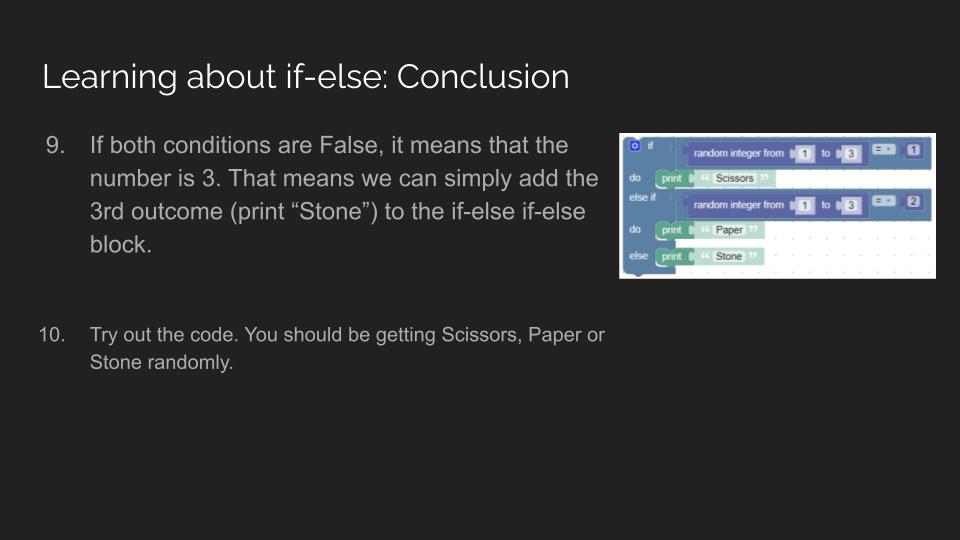 Learning about if-else: Conclusion
9. If both conditions are False, it means that the
number is 3. That means we can simply add the
3rd outcome (print “Stone”) to the if-else if-else
block.
if random integer from 1 to 3 = 1
do print “ Scissors ”
else if random integer from 1 to 3 = 2
do print “ Paper ”
else print “ Stone ”
10. Try out the code. You should be getting Scissors, Paper or
Stone randomly.